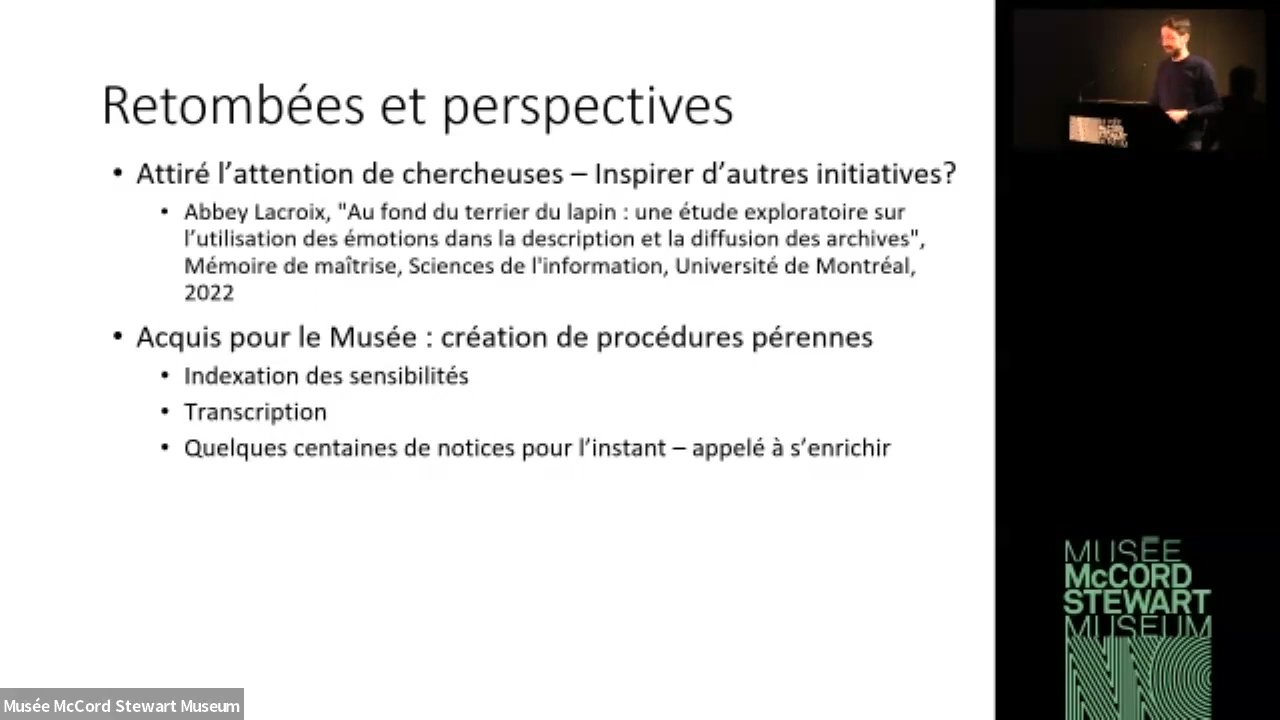 Retombées et perspectives
• Attiré l’attention de chercheuses – Inspirer d’autres initiatives?
• Abbey Lacroix, "Au fond du terrier du lapin : une étude exploratoire sur
l’utilisation des émotions dans la description et la diffusion des archives",
Mémoire de maîtrise, Sciences de l'information, Université de Montréal,
2022
• Acquis pour le Musée : création de procédures pérennes
• Indexation des sensibilités
• Transcription
• Quelques centaines de notices pour l’instant – appelé à s’enrichir
MUSÉE
McCORD
STEWART
MUSEUM
Musée McCord Stewart Museum